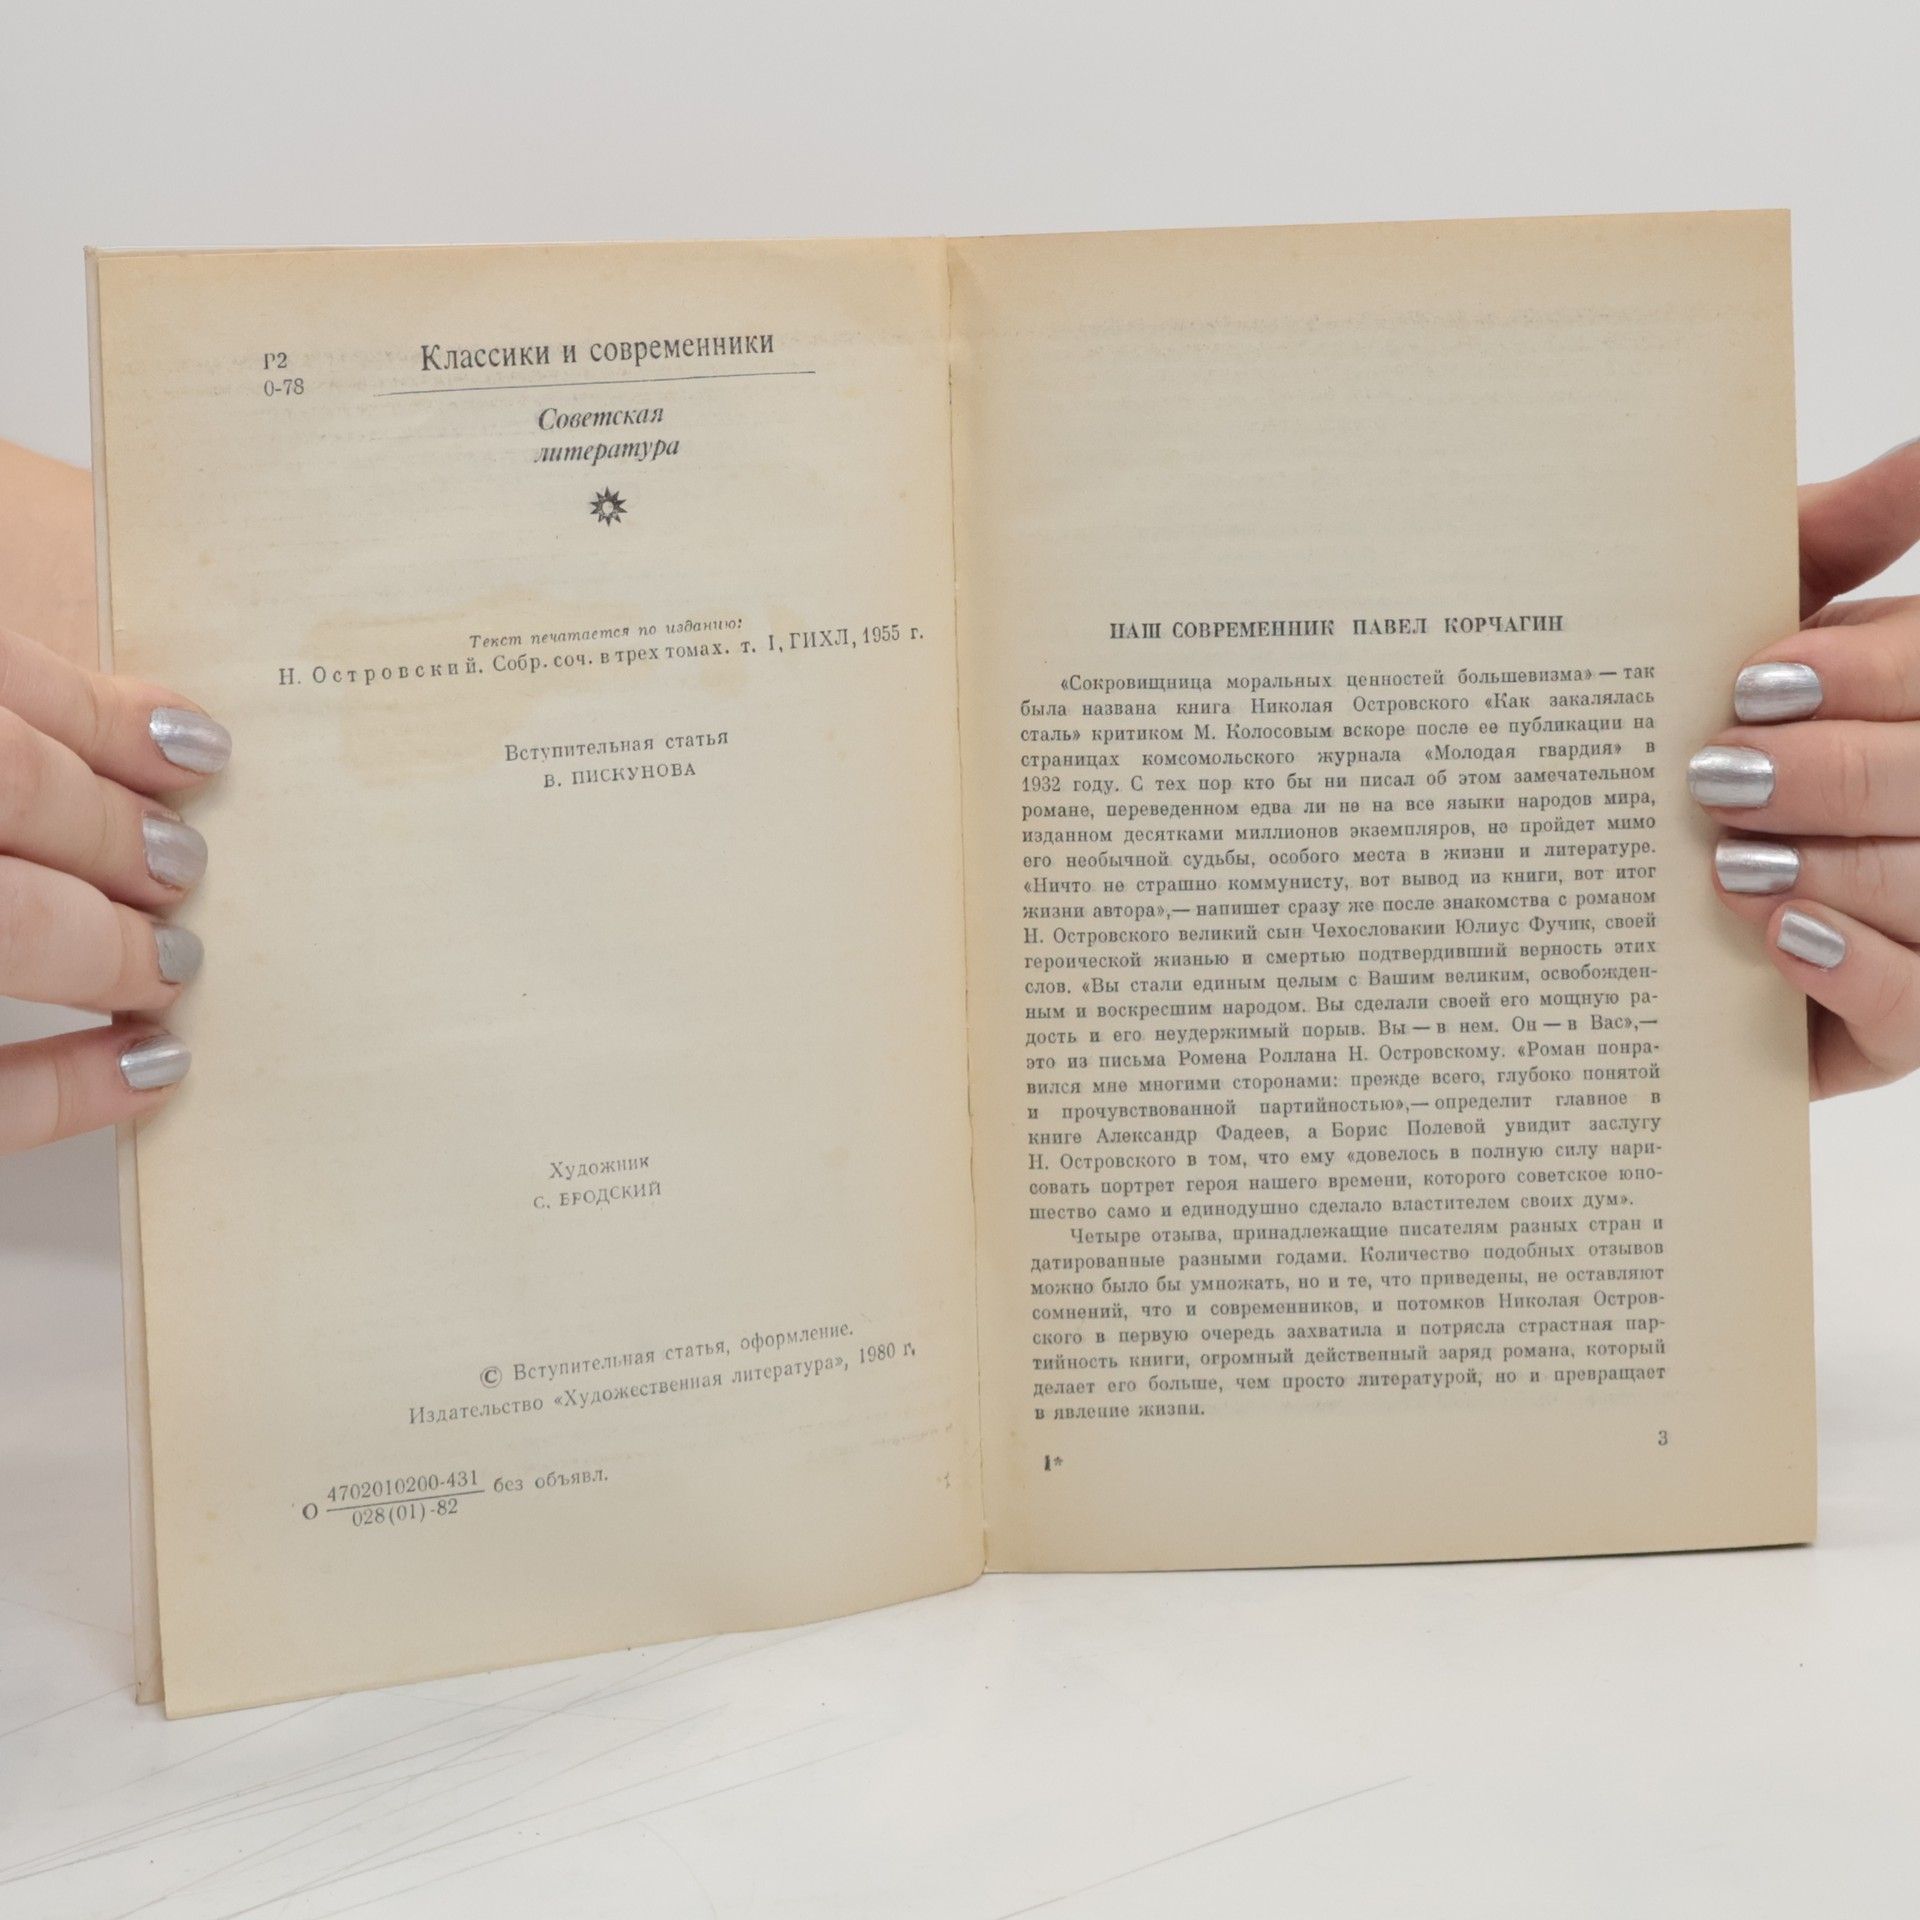 Р2
0-78
Классики и современники
Советская
литература
Текст печатается по изданию:
Н. Островский. Собр. соч. в трех томах. т. I, ГИХЛ, 1955 г.
Вступительная статья
В. ПИСКУНОВА
Художник
С. БРОДСКИЙ
© Вступительная статья, оформление.
Издательство «Художественная литература», 1980 г.
О 4702010200-431 без объявл.
028(01)-82
НАШ СОВРЕМЕННИК ПАВЕЛ КОРЧАГИН
«Сокровищница моральных ценностей большевизма» — так
была названа книга Николая Островского «Как закалялась
сталь» критиком М. Колосовым вскоре после ее публикации на
страницах комсомольского журнала «Молодая гвардия» в
1932 году. С тех пор кто бы ни писал об этом замечательном
романе, переведенном едва ли не на все языки народов мира,
изданном десятками миллионов экземпляров, не пройдет мимо
его необычной судьбы, особого места в жизни и литературе.
«Ничто не страшно коммунисту, вот вывод из книги, вот итог
жизни автора»,— напишет сразу же после знакомства с романом
Н. Островского великий сын Чехословакии Юлиус Фучик, своей
героической жизнью и смертью подтвердивший верность этих
слов. «Вы стали единым целым с Вашим великим, освобожден-
ным и воскресшим народом. Вы сделали своей его мощную ра-
дость и его неудержимый порыв. Вы — в нем. Он — в Вас»,—
это из письма Ромена Роллана Н. Островскому. «Роман понра-
вился мне многими сторонами: прежде всего, глубоко понятой
и прочувствованной партийностью»,— определит главное в
книге Александр Фадеев, а Борис Полевой увидит заслугу
Н. Островского в том, что ему «довелось в полную силу нари-
совать портрет героя нашего времени, которого советское юно-
шество само и единодушно сделало властителем своих дум».
Четыре отзыва, принадлежащие писателям разных стран и
датированные разными годами. Количество подобных отзывов
можно было бы умножать, но и те, что приведены, не оставляют
сомнений, что и современников, и потомков Николая Остров-
ского в первую очередь захватила и потрясла страстная пар-
тийность книги, огромный действенный заряд романа, который
делает его больше, чем просто литературой, но и превращает
в явление жизни.
1*
3